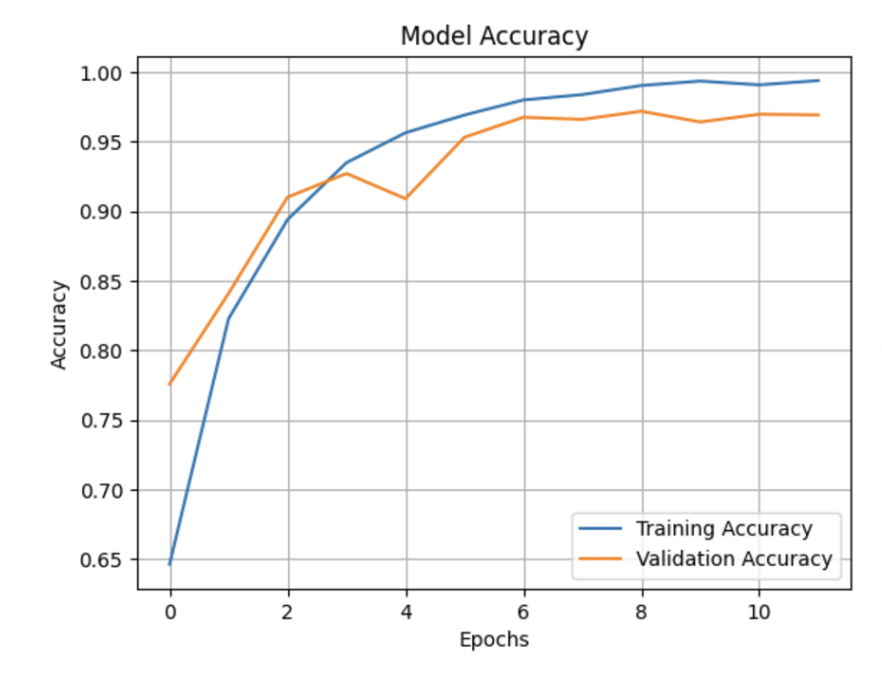 Model Accuracy
1.00
0.95
0.90
0.85
0.80
0.75
0.70
0.65
Accuracy
Training Accuracy
Validation Accuracy
0 2 4 6 8 10
Epochs